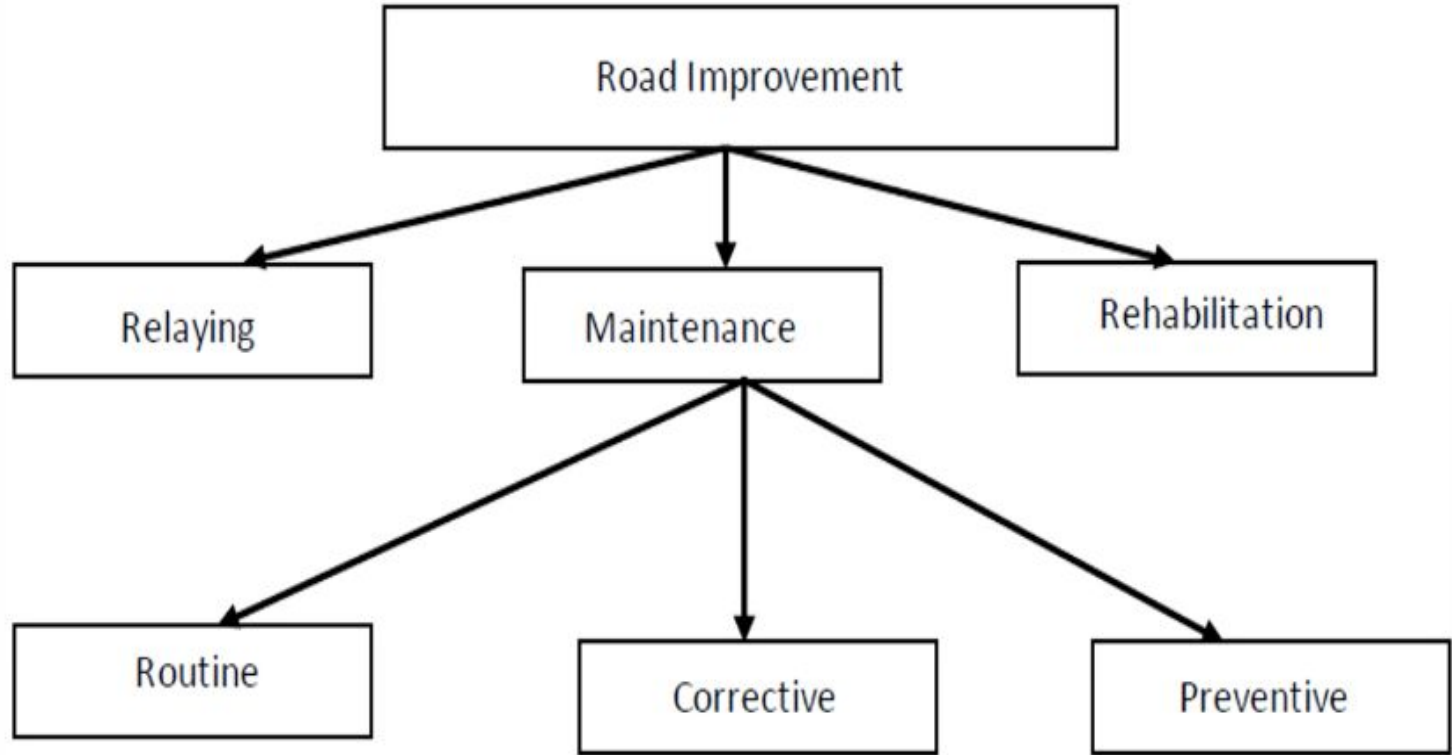 Road Improvement
Relaying
Maintenance
Rehabilitation
Routine
Corrective
Preventive